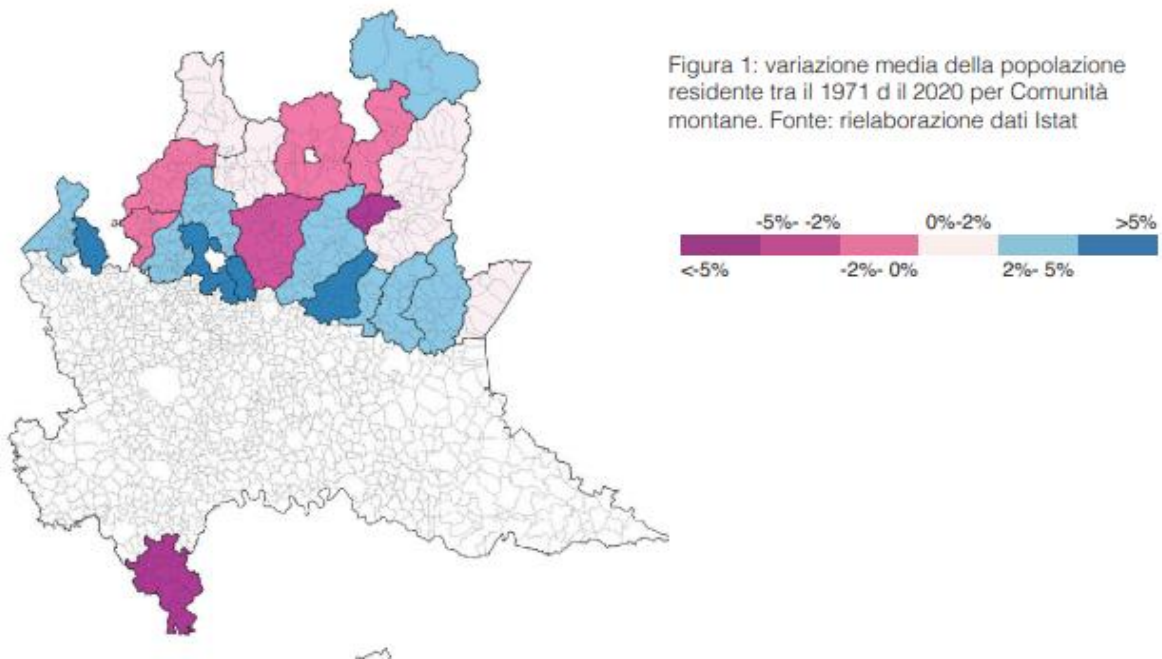 Figura 1: variazione media della popolazione
residente tra il 1971 d il 2020 per Comunità
montane. Fonte: rielaborazione dati Istat
-5%- -2% 0%-2% >5%
<-5% -2%- 0% 2%- 5%